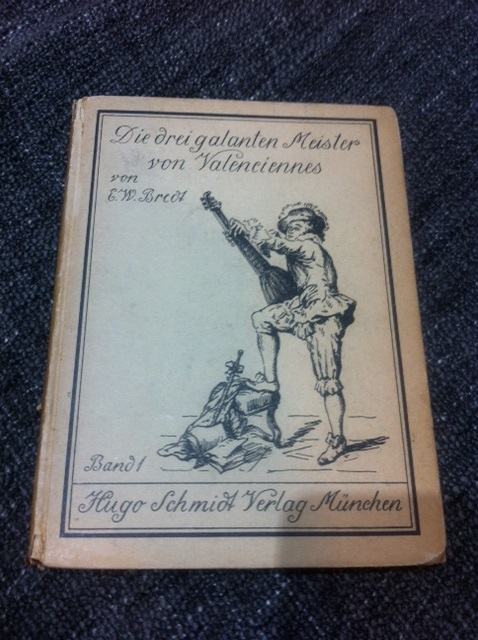 Die drei galanten Meister
von Valenciennes
von
E.W. Bredt
Band 1
Hugo Schmidt Verlag München